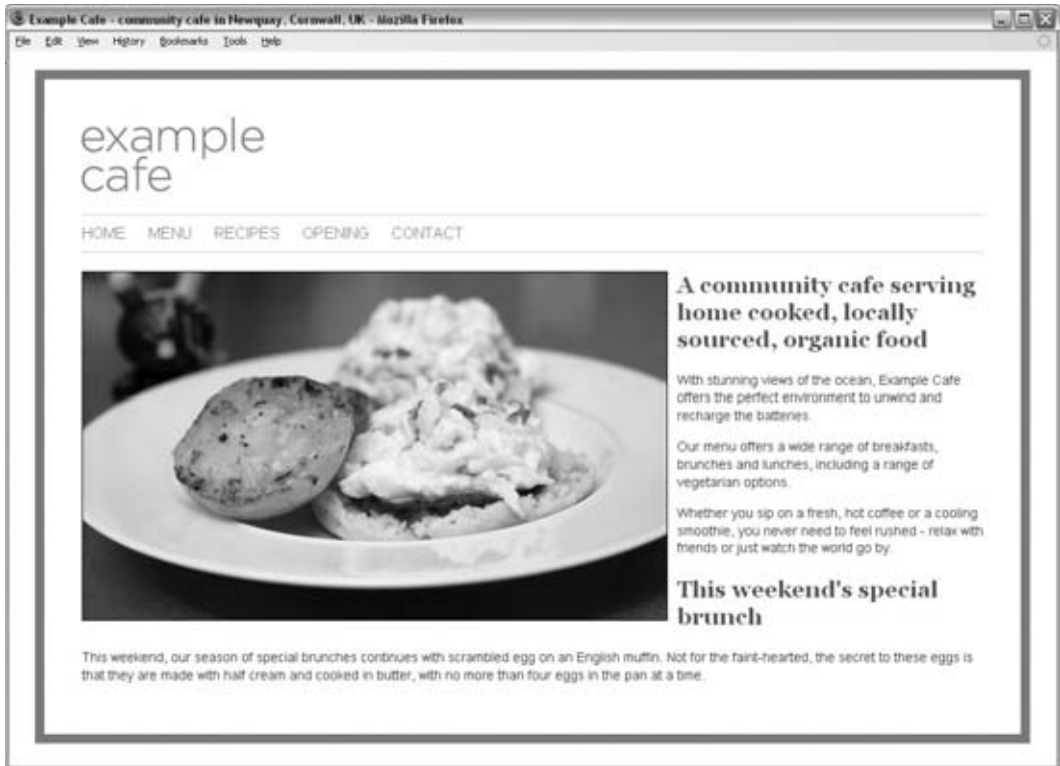 Example Cafe - community cafe in Newquay, Cornwall, UK - Mozilla Firefox
File Edit View History Bookmarks Tools Help
example
cafe
HOME MENU RECIPES OPENING CONTACT
A community cafe serving
home cooked, locally
sourced, organic food
With stunning views of the ocean, Example Cafe
offers the perfect environment to unwind and
recharge the batteries.
Our menu offers a wide range of breakfasts,
brunches and lunches, including a range of
vegetarian options.
Whether you sip on a fresh, hot coffee or a cooling
smoothie, you never need to feel rushed - relax with
friends or just watch the world go by.
This weekend's special
brunch
This weekend, our season of special brunches continues with scrambled egg on an English muffin. Not for the faint-hearted, the secret to these eggs is
that they are made with half cream and cooked in butter, with no more than four eggs in the pan at a time.